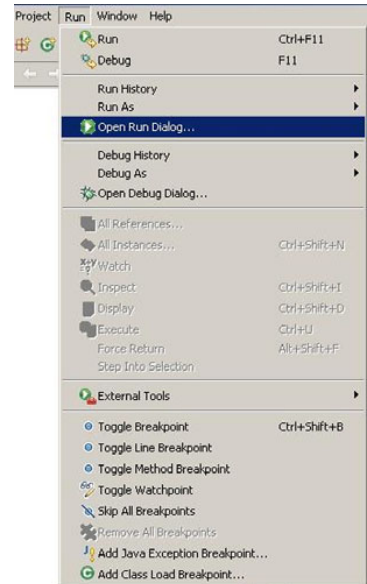 Project Run Window Help
Run Ctrl+F11
Debug F11
Run History
Run As
Open Run Dialog...
Debug History
Debug As
Open Debug Dialog...
All References...
All Instances... Ctrl+Shift+N
Watch
Inspect Ctrl+Shift+I
Display Ctrl+Shift+D
Execute Ctrl+U
Force Return Alt+Shift+F
Step Into Selection
External Tools
Toggle Breakpoint Ctrl+Shift+B
Toggle Line Breakpoint
Toggle Method Breakpoint
Toggle Watchpoint
Skip All Breakpoints
Remove All Breakpoints
Add Java Exception Breakpoint...
Add Class Load Breakpoint...